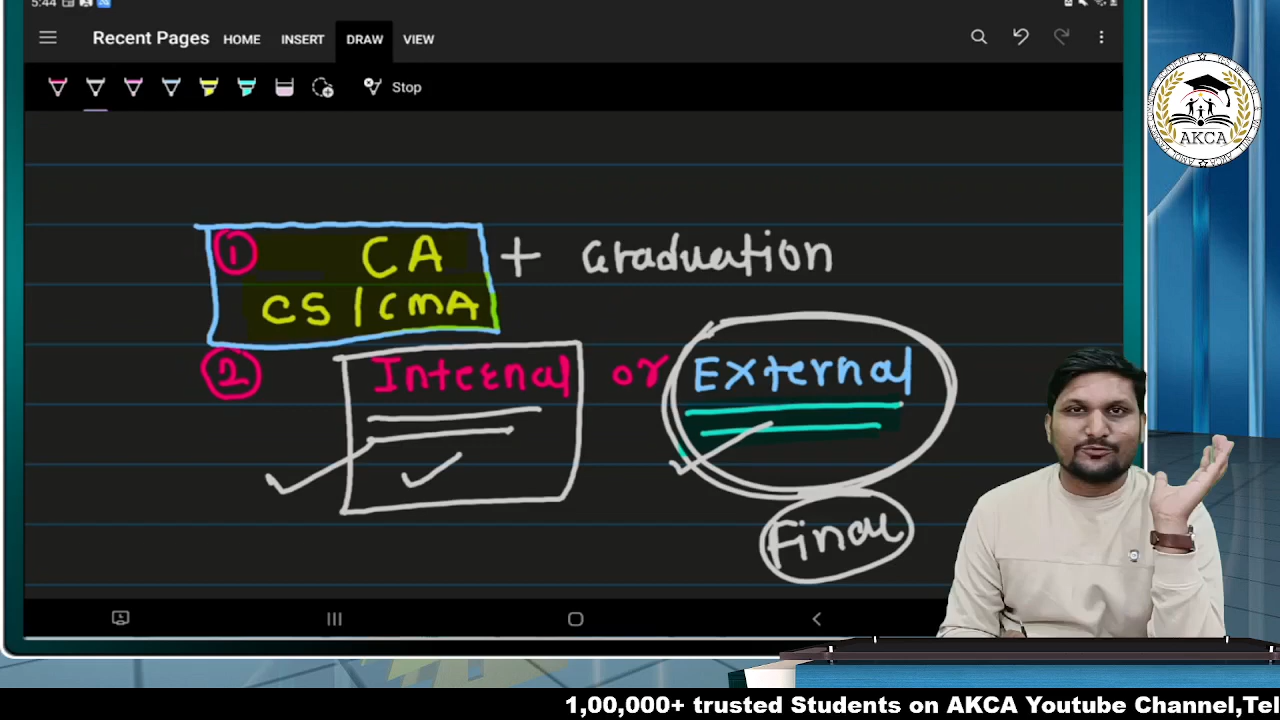 5:44
Recent Pages HOME INSERT DRAW VIEW
Stop
AKCA
1 CA + Graduation
CS / CMA
2 Internal or External
Final
1,00,000+ trusted Students on AKCA Youtube Channel,Tel